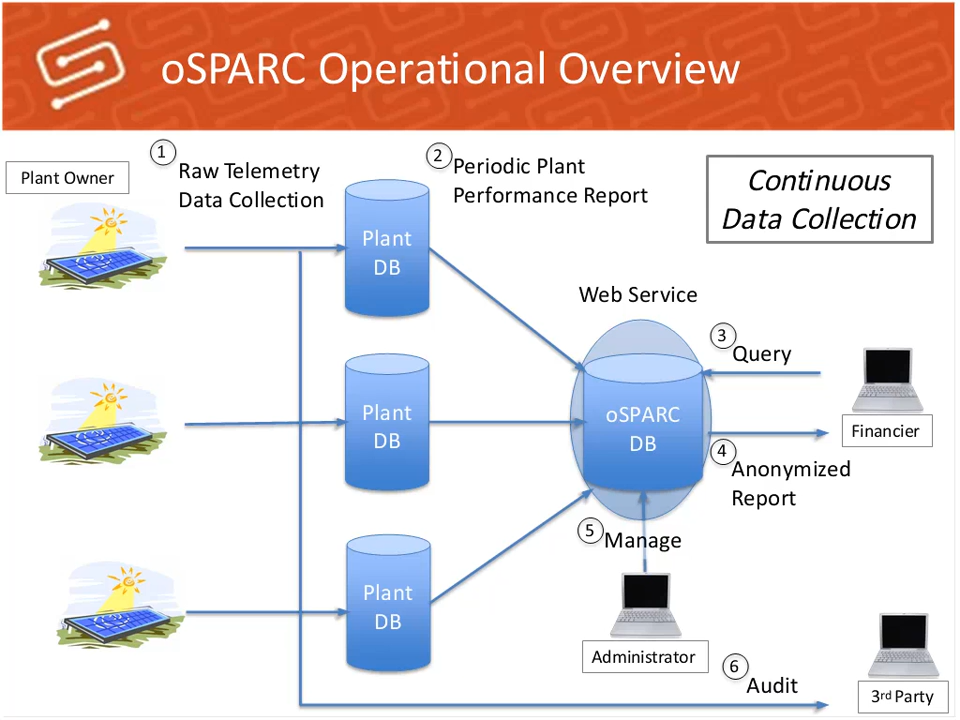 oSPARC Operational Overview
Plant Owner
1
Raw Telemetry
Data Collection
2
Periodic Plant
Performance Report
Continuous
Data Collection
Plant
DB
Web Service
3
Query
Plant
DB
oSPARC
DB
Financier
4
Anonymized
Report
5
Manage
Plant
DB
Administrator
6
Audit
3rd Party